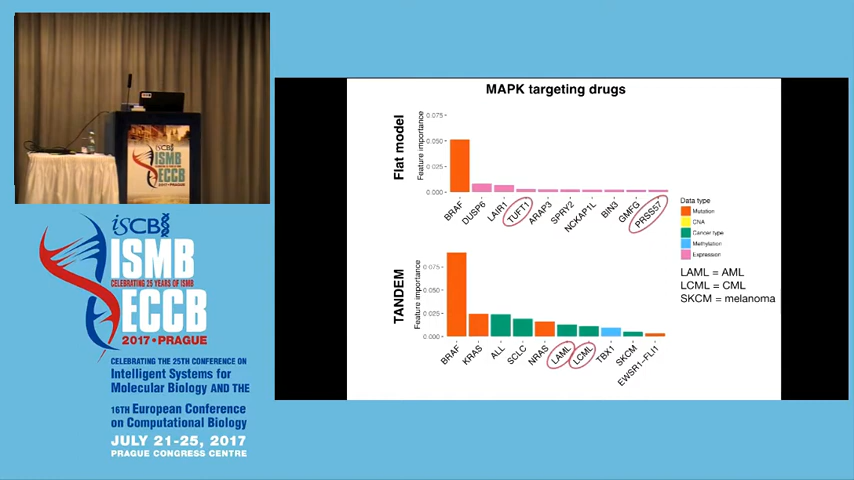 iSCB
ISMB
ECCB
2017•PRAGUE
iSCB
ISMB
CELEBRATING 25 YEARS OF ISMB
ECCB
2017 • PRAGUE
CELEBRATING THE 25TH CONFERENCE ON
Intelligent Systems for
Molecular Biology AND THE
16TH European Conference
on Computational Biology
JULY 21-25, 2017
PRAGUE CONGRESS CENTRE
MAPK targeting drugs
Flat model
Feature importance
0.075
0.050
0.025
0.000
BRAF
DUSP6
LAIR1
TUFT1
ARAP3
SPRY2
NCKAP1L
BIN3
GMFG
PRSS57
Data type
Mutation
CNA
Cancer type
Methylation
Expression
LAML = AML
LCML = CML
SKCM = melanoma
TANDEM
Feature importance
0.075
0.050
0.025
0.000
BRAF
KRAS
ALL
SCLC
NRAS
LAML
LCML
TBX1
SKCM
EWSR1-FLI1